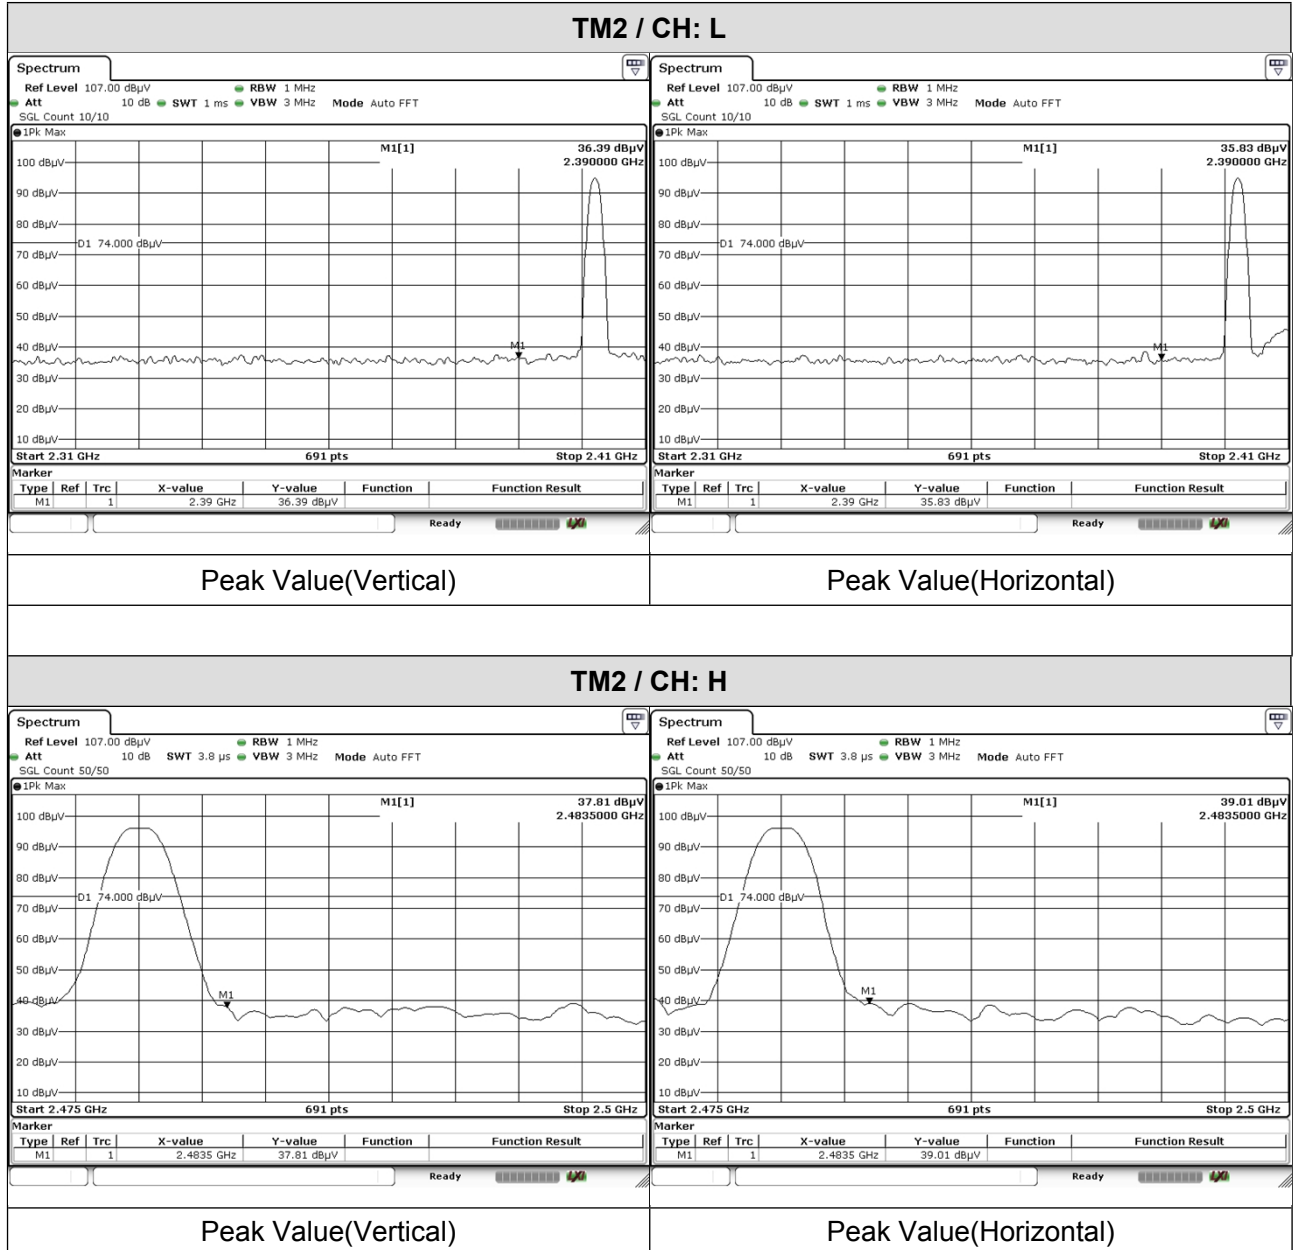 TM2 / CH: L
Spectrum
Ref Level 107.00 dBµV RBW 1 MHz
Att 10 dB SWT 1 ms VBW 3 MHz Mode Auto FFT
SGL Count 10/10
1Pk Max
M1[1] 36.39 dBµV
2.390000 GHz
100 dBµV
90 dBµV
80 dBµV
D1 74.000 dBµV
70 dBµV
60 dBµV
50 dBµV
40 dBµV
M1
30 dBµV
20 dBµV
10 dBµV
Start 2.31 GHz 691 pts Stop 2.41 GHz
Marker
Type Ref Trc X-value Y-value Function Function Result
M1 1 2.39 GHz 36.39 dBµV
Ready LXI
Peak Value(Vertical)
Spectrum
Ref Level 107.00 dBµV RBW 1 MHz
Att 10 dB SWT 1 ms VBW 3 MHz Mode Auto FFT
SGL Count 10/10
1Pk Max
M1[1] 35.83 dBµV
2.390000 GHz
100 dBµV
90 dBµV
80 dBµV
D1 74.000 dBµV
70 dBµV
60 dBµV
50 dBµV
40 dBµV
M1
30 dBµV
20 dBµV
10 dBµV
Start 2.31 GHz 691 pts Stop 2.41 GHz
Marker
Type Ref Trc X-value Y-value Function Function Result
M1 1 2.39 GHz 35.83 dBµV
Ready LXI
Peak Value(Horizontal)
TM2 / CH: H
Spectrum
Ref Level 107.00 dBµV RBW 1 MHz
Att 10 dB SWT 3.8 µs VBW 3 MHz Mode Auto FFT
SGL Count 50/50
1Pk Max
M1[1] 37.81 dBµV
2.4835000 GHz
100 dBµV
90 dBµV
80 dBµV
D1 74.000 dBµV
70 dBµV
60 dBµV
50 dBµV
M1
40 dBµV
30 dBµV
20 dBµV
10 dBµV
Start 2.475 GHz 691 pts Stop 2.5 GHz
Marker
Type Ref Trc X-value Y-value Function Function Result
M1 1 2.4835 GHz 37.81 dBµV
Ready LXI
Peak Value(Vertical)
Spectrum
Ref Level 107.00 dBµV RBW 1 MHz
Att 10 dB SWT 3.8 µs VBW 3 MHz Mode Auto FFT
SGL Count 50/50
1Pk Max
M1[1] 39.01 dBµV
2.4835000 GHz
100 dBµV
90 dBµV
80 dBµV
D1 74.000 dBµV
70 dBµV
60 dBµV
50 dBµV
M1
40 dBµV
30 dBµV
20 dBµV
10 dBµV
Start 2.475 GHz 691 pts Stop 2.5 GHz
Marker
Type Ref Trc X-value Y-value Function Function Result
M1 1 2.4835 GHz 39.01 dBµV
Ready LXI
Peak Value(Horizontal)